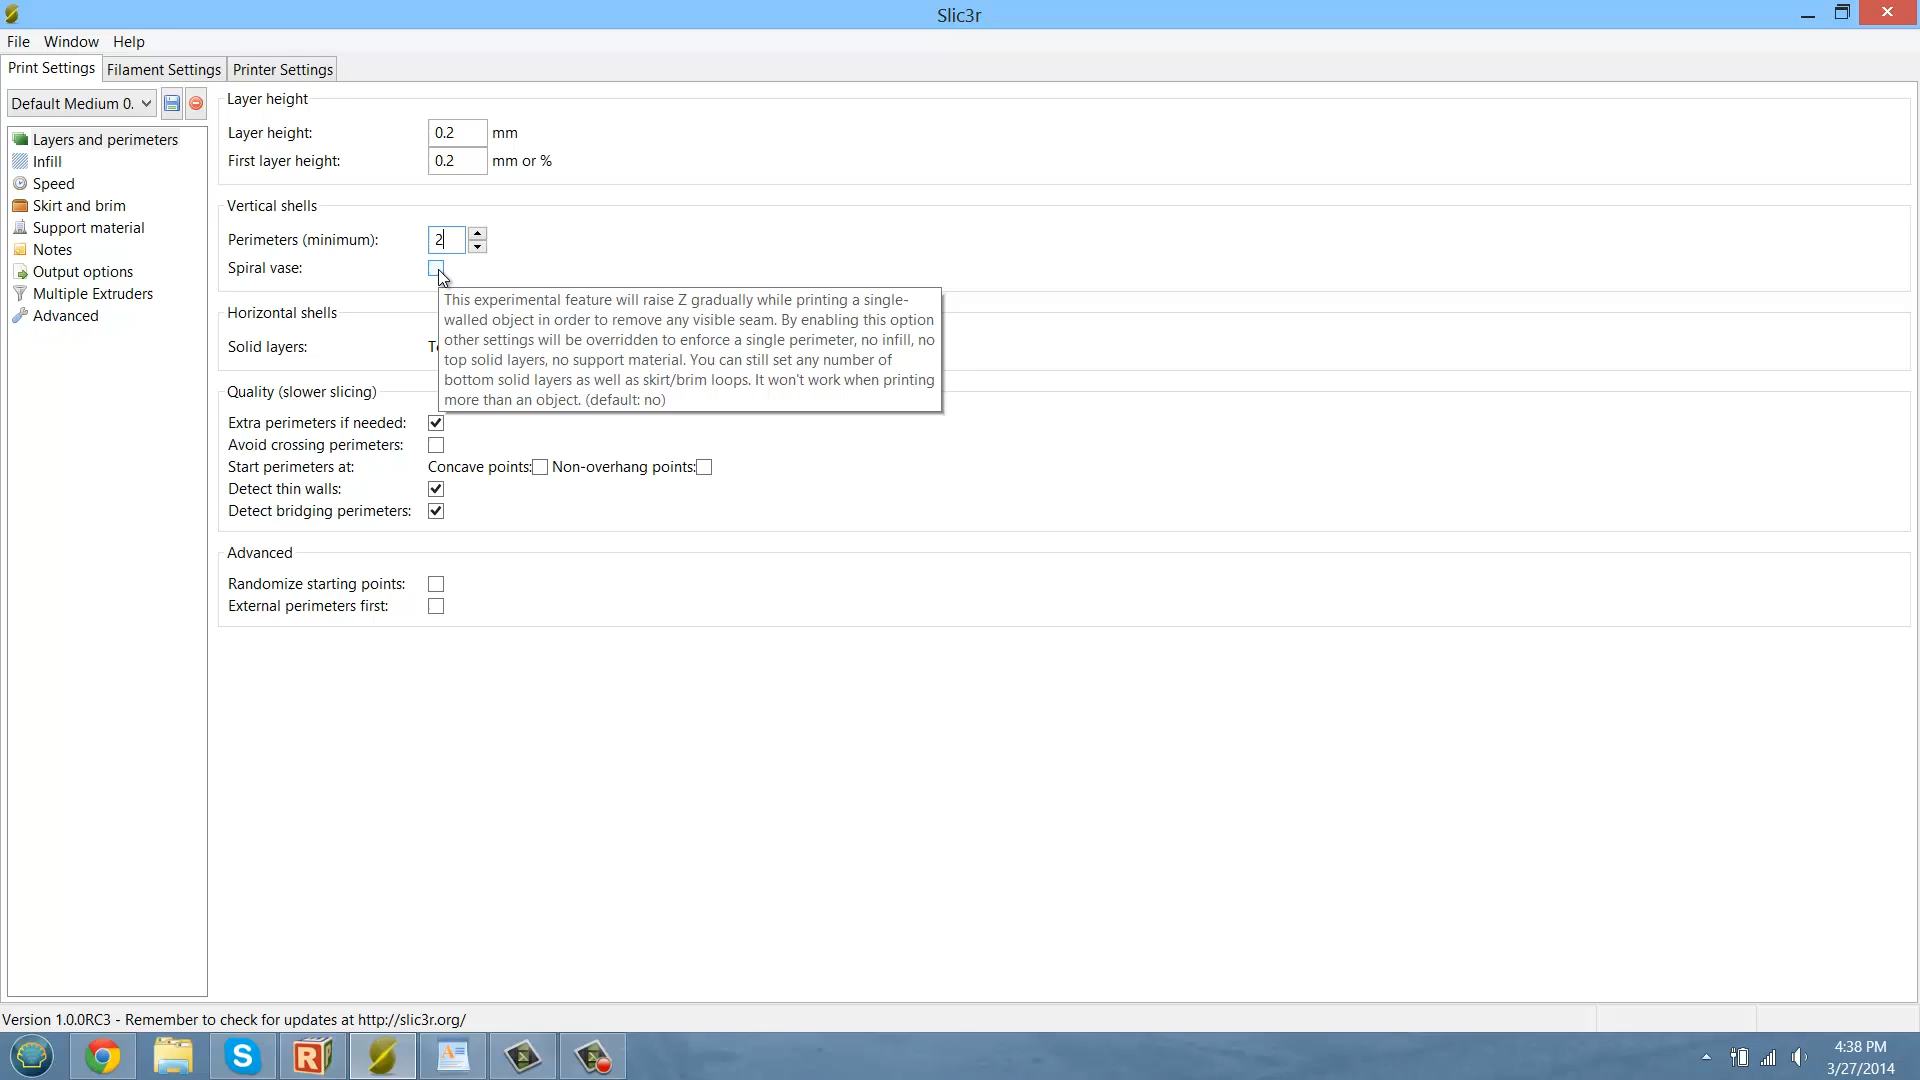 Slic3r
File Window Help
Print Settings Filament Settings Printer Settings
Default Medium 0.
Layers and perimeters
Infill
Speed
Skirt and brim
Support material
Notes
Output options
Multiple Extruders
Advanced
Layer height
Layer height: 0.2 mm
First layer height: 0.2 mm or %
Vertical shells
Perimeters (minimum): 2
Spiral vase:
This experimental feature will raise Z gradually while printing a single-
walled object in order to remove any visible seam. By enabling this option
other settings will be overridden to enforce a single perimeter, no infill, no
top solid layers, no support material. You can still set any number of
bottom solid layers as well as skirt/brim loops. It won't work when printing
more than an object. (default: no)
Horizontal shells
Solid layers:
Quality (slower slicing)
Extra perimeters if needed:
Avoid crossing perimeters:
Start perimeters at: Concave points: Non-overhang points:
Detect thin walls:
Detect bridging perimeters:
Advanced
Randomize starting points:
External perimeters first:
Version 1.0.0RC3 - Remember to check for updates at http://slic3r.org/
4:38 PM
3/27/2014